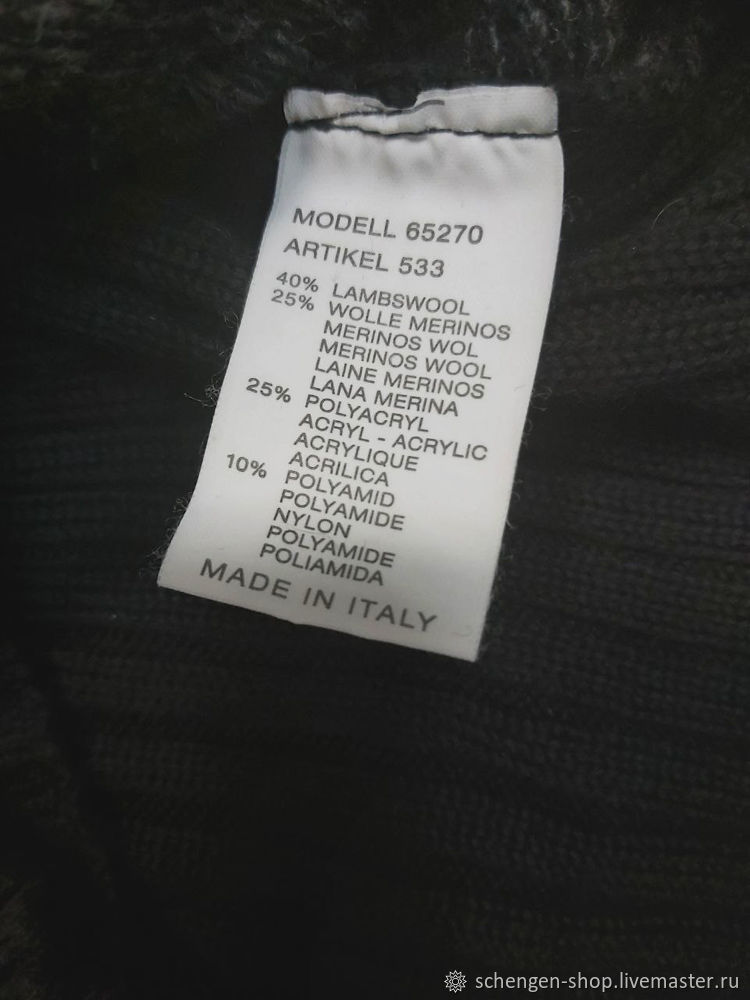 MODELL 65270
ARTIKEL 533
40% LAMBSWOOL
25% WOLLE MERINOS
MERINOS WOL
MERINOS WOOL
LAINE MERINOS
LANA MERINA
25% POLYACRYL
ACRYL - ACRYLIC
ACRYLIQUE
ACRILICA
10% POLYAMID
POLYAMIDE
NYLON
POLYAMIDE
POLIAMIDA
MADE IN ITALY
schengen-shop.livemaster.ru